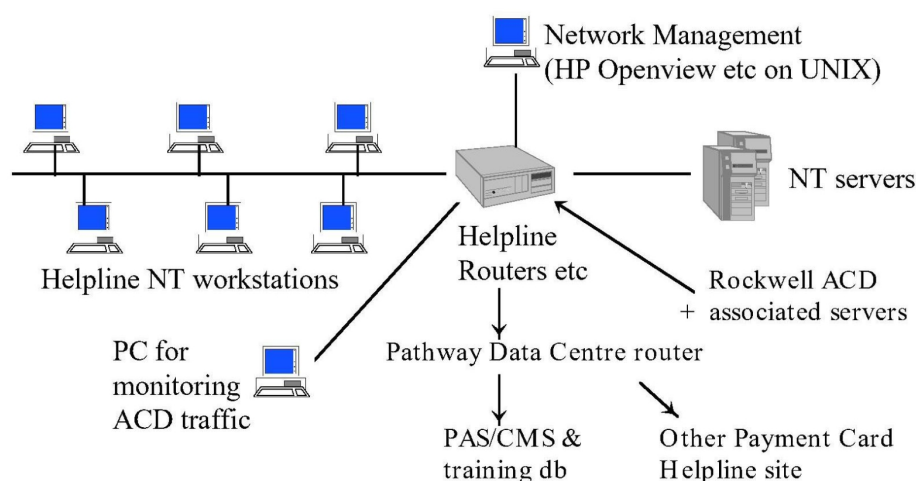 Network Management
(HP Openview etc on UNIX)
NT servers
Helpline
Routers etc
Helpline NT workstations
Rockwell ACD
+ associated servers
PC for
monitoring
ACD traffic
Pathway Data Centre router
PAS/CMS &
training db
Other Payment Card
Helpline site